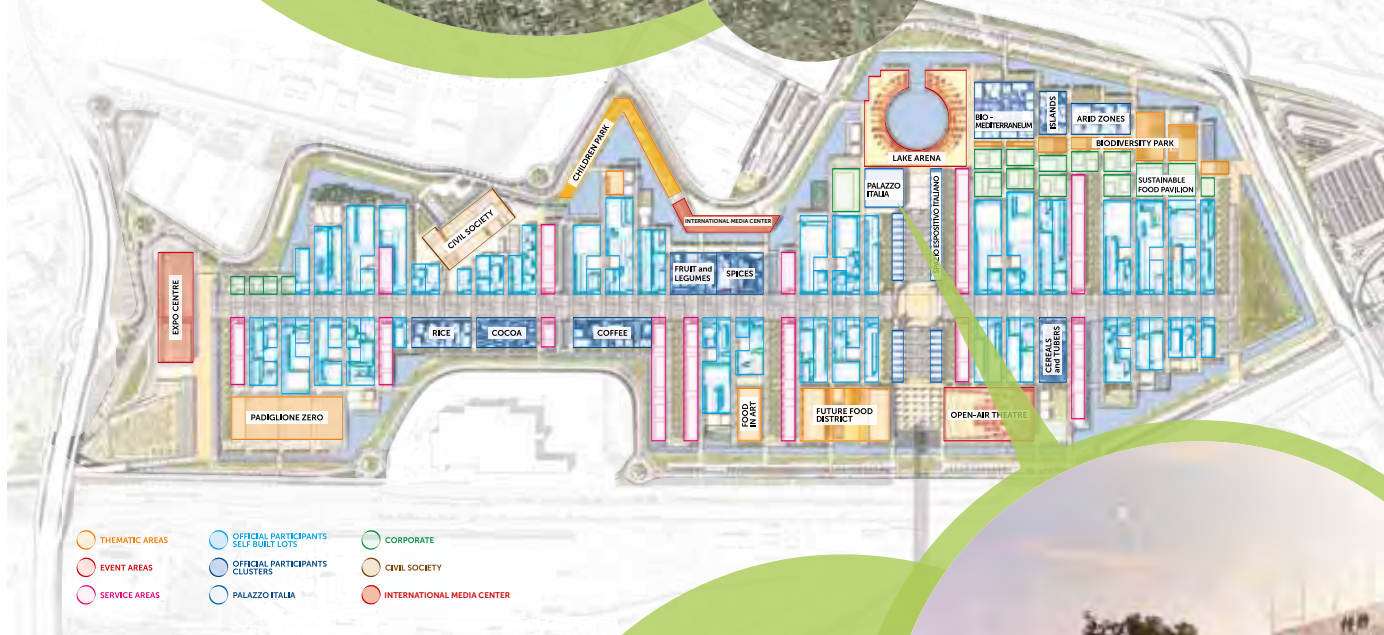 LAKE ARENA
BIO -
MEDITERRANEUM
ISLANDS
ARID ZONES
BIODIVERSITY PARK
SUSTAINABLE
FOOD PAVILION
CHILDREN PARK
PALAZZO
ITALIA
SPAZIO ESPOSITIVO ITALIANO
INTERNATIONAL MEDIA CENTER
CIVIL SOCIETY
EXPO CENTRE
FRUIT and
LEGUMES
SPICES
RICE
COCOA
COFFEE
CEREALS
and TUBERS
PADIGLIONE ZERO
FOOD
IN ART
FUTURE FOOD
DISTRICT
OPEN-AIR THEATRE
THEMATIC AREAS
EVENT AREAS
SERVICE AREAS
OFFICIAL PARTICIPANTS
SELF BUILT LOTS
OFFICIAL PARTICIPANTS
CLUSTERS
PALAZZO ITALIA
CORPORATE
CIVIL SOCIETY
INTERNATIONAL MEDIA CENTER